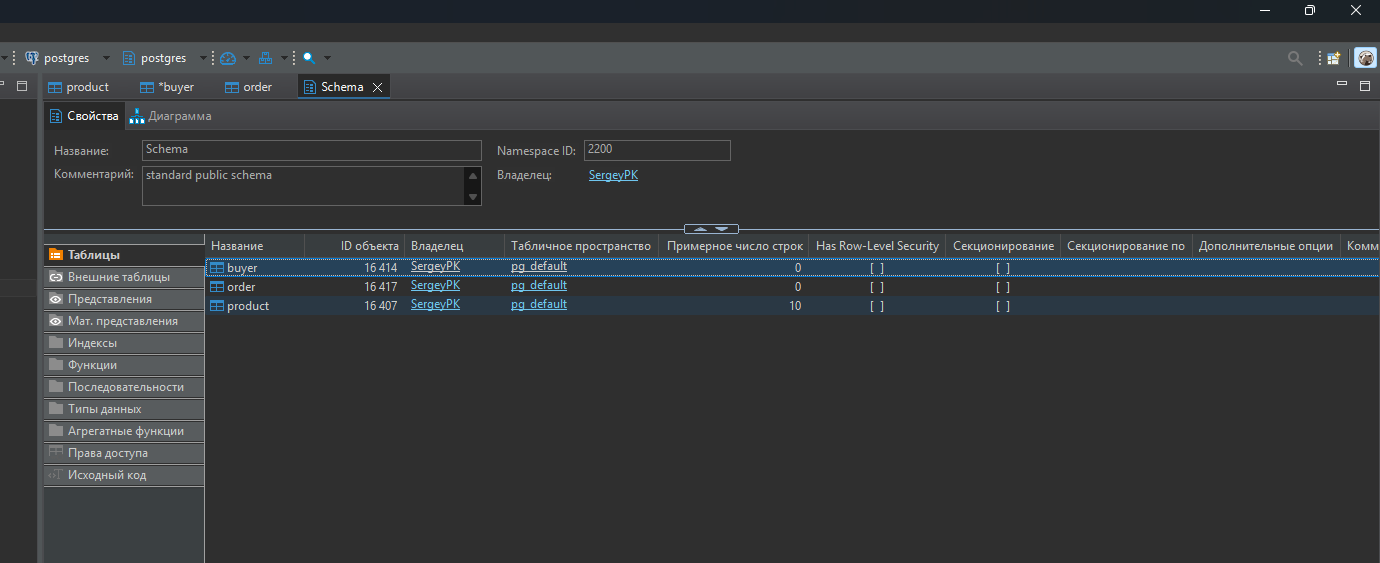 postgres postgres
product *buyer order Schema
Свойства Диаграмма
Название: Schema Namespace ID: 2200
Комментарий: standard public schema Владелец: SergeyPK
Таблицы
Внешние таблицы
Представления
Мат. представления
Индексы
Функции
Последовательности
Типы данных
Агрегатные функции
Права доступа
Исходный код
Название ID объекта Владелец Табличное пространство Примерное число строк Has Row-Level Security Секционирование Секционирование по Дополнительные опции Комм
buyer 16 414 SergeyPK pg_default 0 [ ] [ ]
order 16 417 SergeyPK pg_default 0 [ ] [ ]
product 16 407 SergeyPK pg_default 10 [ ] [ ]